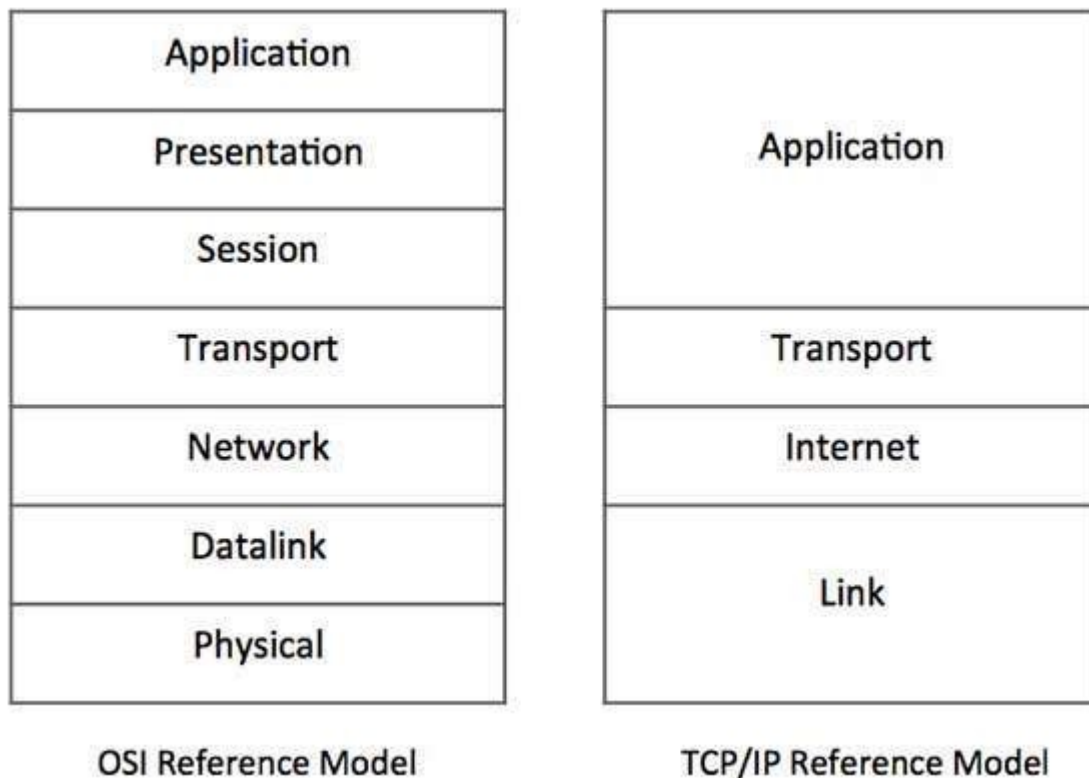 Application
Presentation
Session
Transport
Network
Datalink
Physical
OSI Reference Model
Application
Transport
Internet
Link
TCP/IP Reference Model